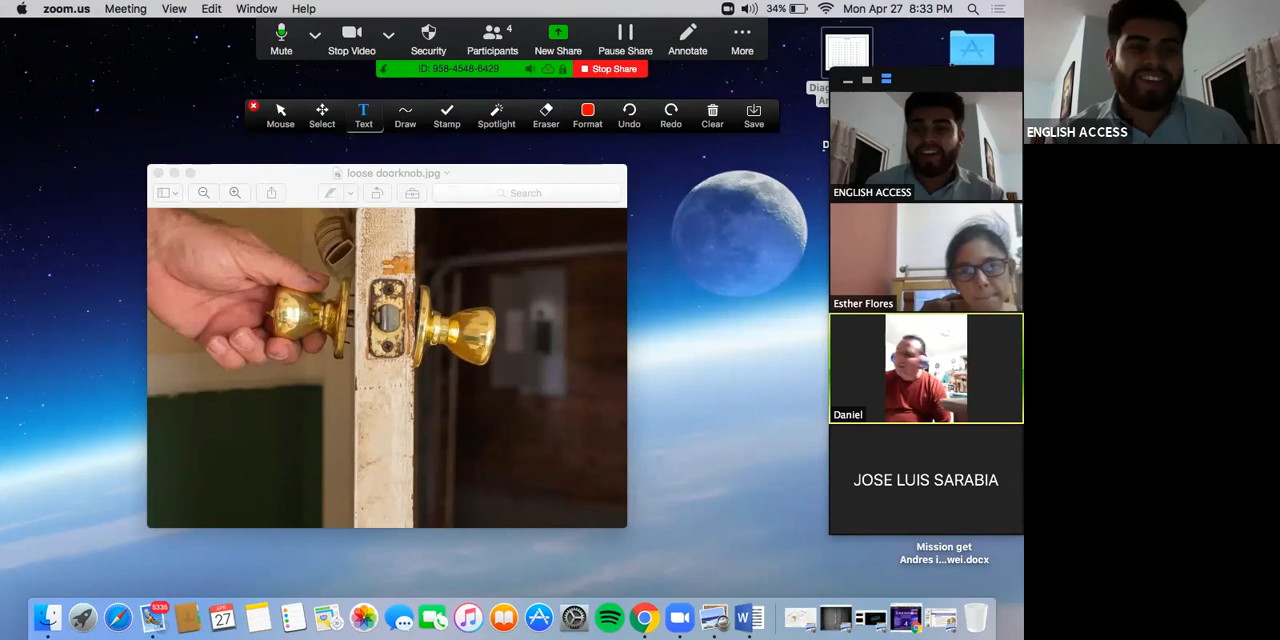 zoom.us Meeting View Edit Window Help 34% Mon Apr 27 8:33 PM
Mute Stop Video Security Participants 4 New Share Pause Share Annotate More
ID: 958-4548-6429 Stop Share
Mouse Select Text Draw Stamp Spotlight Eraser Format Undo Redo Clear Save
loose doorknob.jpg
Search
ENGLISH ACCESS
ENGLISH ACCESS
Esther Flores
Daniel
JOSE LUIS SARABIA
Mission get
Andres i...wei.docx
5335
APR
27